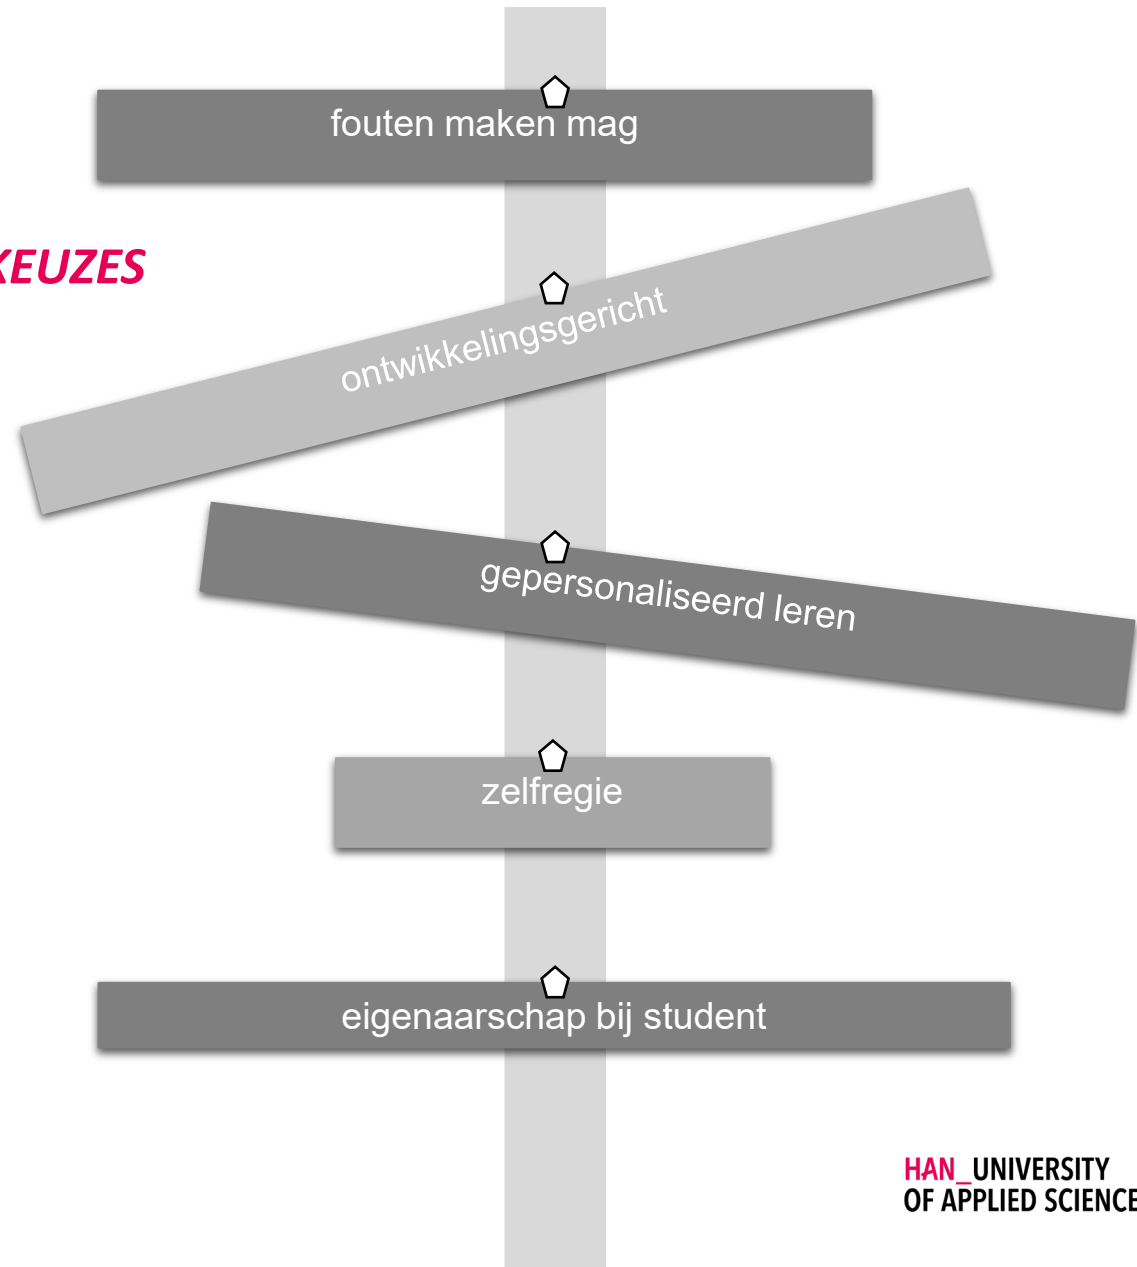 fouten maken mag
KEUZES
ontwikkelingsgericht
gepersonaliseerd leren
zelfregie
eigenaarschap bij student
HAN_UNIVERSITY
OF APPLIED SCIENCE